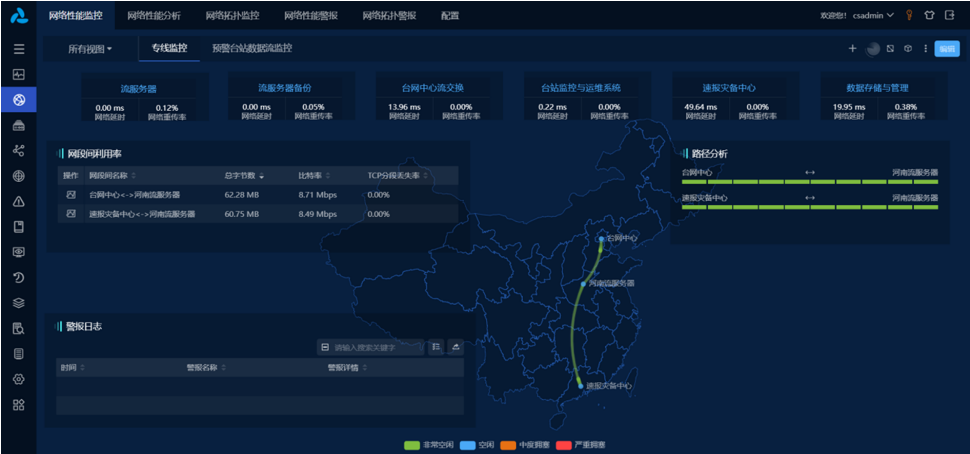 网络性能监控 网络性能分析 网络拓扑监控 网络性能警报 网络拓扑警报 配置 欢迎您! csadmin
所有视图 专线监控 预警台站数据流监控 编辑
流服务器 流服务器备份 台网中心流交换 台站监控与运维系统 速报灾备中心 数据存储与管理
0.00 ms 0.12% 0.00 ms 0.05% 13.96 ms 0.00% 0.22 ms 0.00% 49.64 ms 0.00% 19.95 ms 0.38%
网络延时 网络重传率 网络延时 网络重传率 网络延时 网络重传率 网络延时 网络重传率 网络延时 网络重传率 网络延时 网络重传率
网段间利用率
操作 网段间名称 总字节数 比特率 TCP分段丢失率
台网中心<->河南流服务器 62.28 MB 8.71 Mbps 0.00%
速报灾备中心<->河南流服务器 60.75 MB 8.49 Mbps 0.00%
路径分析
台网中心 ↔ 河南流服务器
速报灾备中心 ↔ 河南流服务器
台网中心
河南流服务器
速报灾备中心
警报日志
请输入搜索关键字
时间 警报名称 警报详情
非常空闲 空闲 中度拥塞 严重拥塞